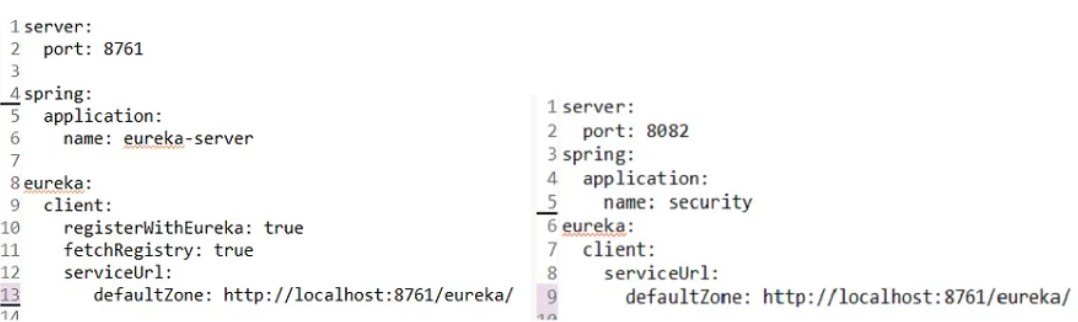 1 server:
2   port: 8761
3
4 spring:
5   application:
6     name: eureka-server
7
8 eureka:
9   client:
10     registerWithEureka: true
11     fetchRegistry: true
12     serviceUrl:
13        defaultZone: http://localhost:8761/eureka/
14
1 server:
2   port: 8082
3 spring:
4   application:
5     name: security
6 eureka:
7   client:
8     serviceUrl:
9       defaultZone: http://localhost:8761/eureka/
10